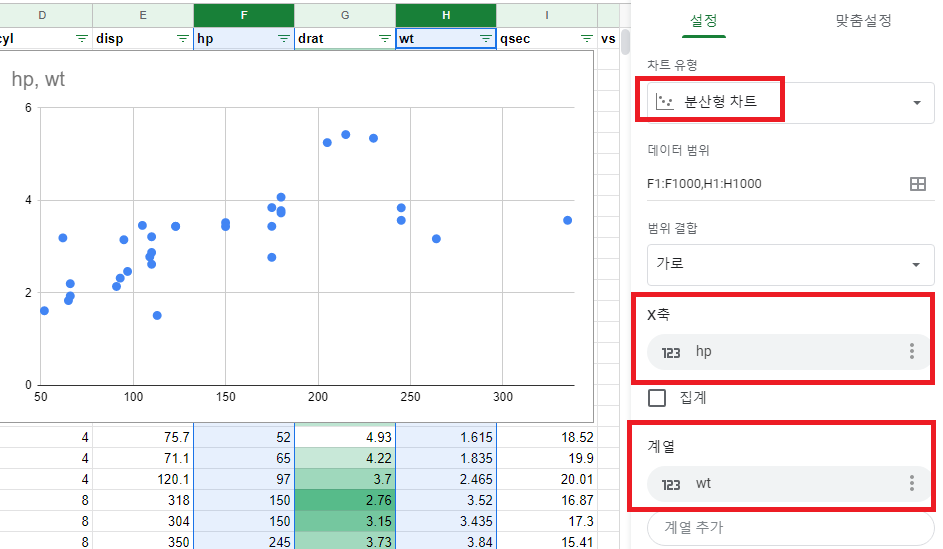 D E F G H I
cyl disp hp drat wt qsec vs
hp, wt
6
4
2
0
50 100 150 200 250 300
4 75.7 52 4.93 1.615 18.52
4 71.1 65 4.22 1.835 19.9
4 120.1 97 3.7 2.465 20.01
8 318 150 2.76 3.52 16.87
8 304 150 3.15 3.435 17.3
8 350 245 3.73 3.84 15.41
설정 맞춤설정
차트 유형
분산형 차트
데이터 범위
F1:F1000,H1:H1000
범위 결합
가로
X축
123 hp
집계
계열
123 wt
계열 추가